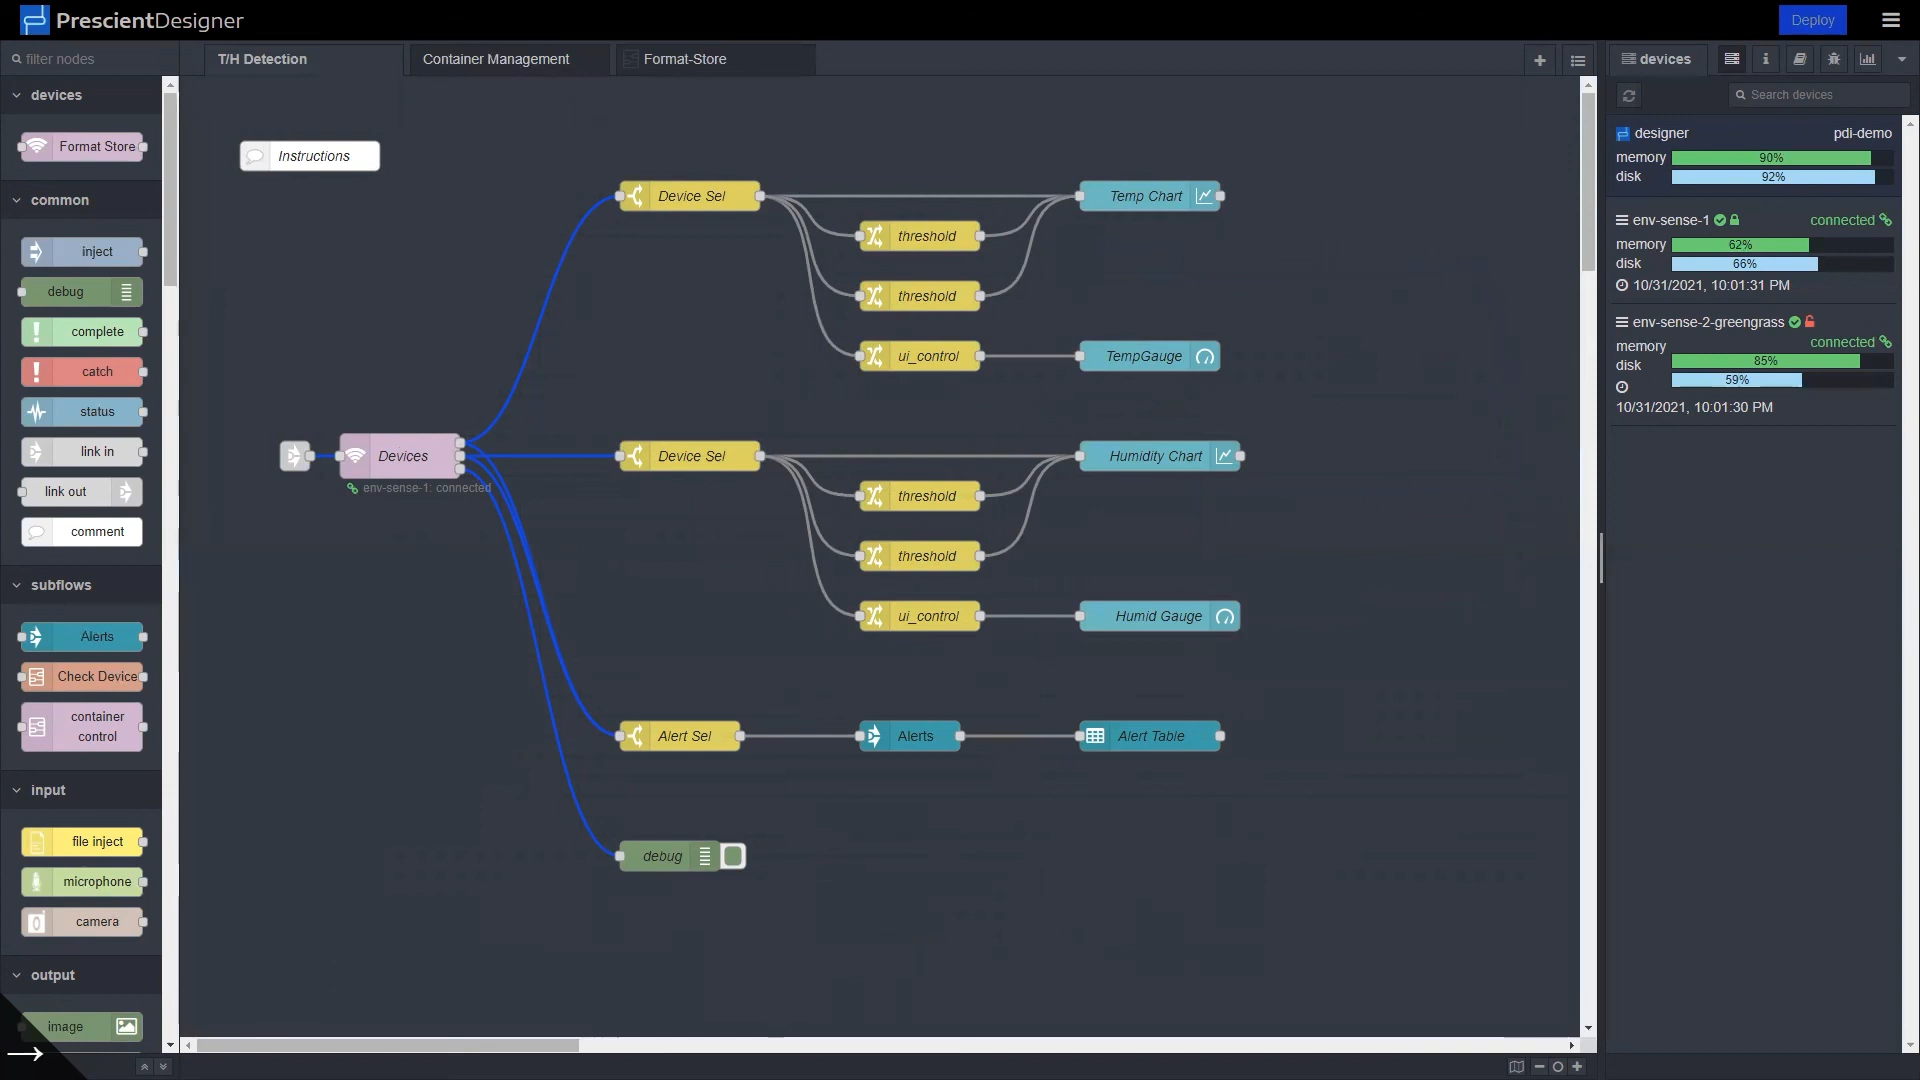 PrescientDesigner
Deploy
filter nodes
T/H Detection
Container Management
Format-Store
devices
Search devices
devices
Format Store
common
inject
debug
complete
catch
status
link in
link out
comment
subflows
Alerts
Check Device
container
control
input
file inject
microphone
camera
output
image
Instructions
Device Sel
Temp Chart
threshold
threshold
ui_control
TempGauge
Devices
env-sense-1: connected
Device Sel
Humidity Chart
threshold
threshold
ui_control
Humid Gauge
Alert Sel
Alerts
Alert Table
debug
designer
pdi-demo
memory
90%
disk
92%
env-sense-1
connected
memory
62%
disk
66%
10/31/2021, 10:01:31 PM
env-sense-2-greengrass
connected
memory
85%
disk
59%
10/31/2021, 10:01:30 PM